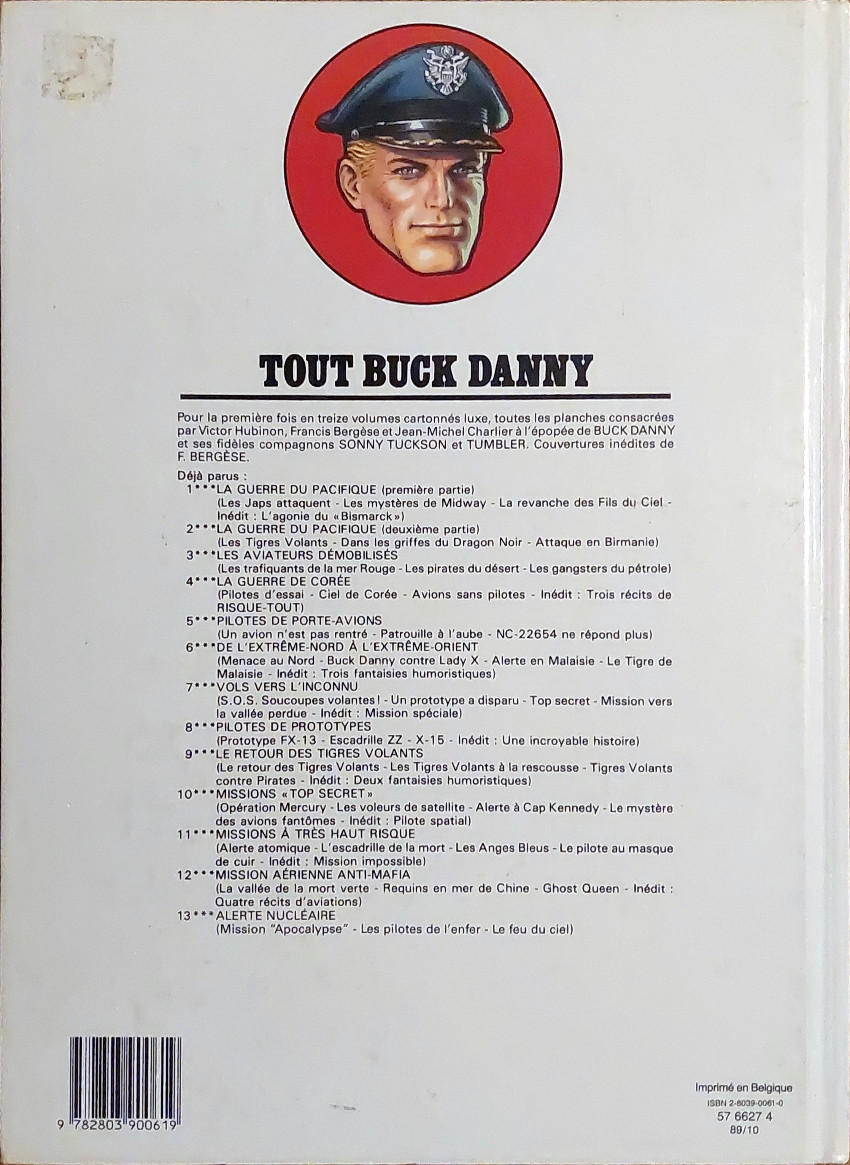 TOUT BUCK DANNY
Pour la première fois en treize volumes cartonnés luxe, toutes les planches consacrées
par Victor Hubinon, Francis Bergèse et Jean-Michel Charlier à l'épopée de BUCK DANNY
et ses fidèles compagnons SONNY TUCKSON et TUMBLER. Couvertures inédites de
F. BERGÈSE.
Déjà parus :
1***LA GUERRE DU PACIFIQUE (première partie)
(Les Japs attaquent - Les mystères de Midway - La revanche des Fils du Ciel -
Inédit : L'agonie du «Bismarck»)
2***LA GUERRE DU PACIFIQUE (deuxième partie)
(Les Tigres Volants - Dans les griffes du Dragon Noir - Attaque en Birmanie)
3***LES AVIATEURS DÉMOBILISÉS
(Les trafiquants de la mer Rouge - Les pirates du désert - Les gangsters du pétrole)
4***LA GUERRE DE CORÉE
(Pilotes d'essai - Ciel de Corée - Avions sans pilotes - Inédit : Trois récits de
RISQUE-TOUT)
5***PILOTES DE PORTE-AVIONS
(Un avion n'est pas rentré - Patrouille à l'aube - NC-22654 ne répond plus)
6***DE L'EXTRÊME-NORD À L'EXTRÊME-ORIENT
(Menace au Nord - Buck Danny contre Lady X - Alerte en Malaisie - Le Tigre de
Malaisie - Inédit : Trois fantaisies humoristiques)
7***VOLS VERS L'INCONNU
(S.O.S. Soucoupes volantes! - Un prototype a disparu - Top secret - Mission vers
la vallée perdue - Inédit : Mission spéciale)
8***PILOTES DE PROTOTYPES
(Prototype FX-13 - Escadrille ZZ - X-15 - Inédit : Une incroyable histoire)
9***LE RETOUR DES TIGRES VOLANTS
(Le retour des Tigres Volants - Les Tigres Volants à la rescousse - Tigres Volants
contre Pirates - Inédit : Deux fantaisies humoristiques)
10***MISSIONS «TOP SECRET»
(Opération Mercury - Les voleurs de satellite - Alerte à Cap Kennedy - Le mystère
des avions fantômes - Inédit : Pilote spatial)
11***MISSIONS À TRÈS HAUT RISQUE
(Alerte atomique - L'escadrille de la mort - Les Anges Bleus - Le pilote au masque
de cuir - Inédit : Mission impossible)
12***MISSION AÉRIENNE ANTI-MAFIA
(La vallée de la mort verte - Requins en mer de Chine - Ghost Queen - Inédit :
Quatre récits d'aviations)
13***ALERTE NUCLÉAIRE
(Mission "Apocalypse" - Les pilotes de l'enfer - Le feu du ciel)
9 782803 900619
Imprimé en Belgique
ISBN 2-8039-0061-0
57 6627 4
89/10